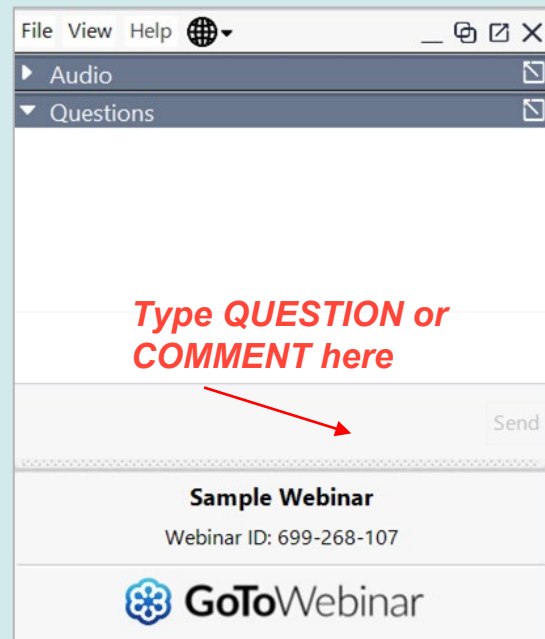 File View Help
Audio
Questions
Type QUESTION or
COMMENT here
Send
Sample Webinar
Webinar ID: 699-268-107
GoToWebinar